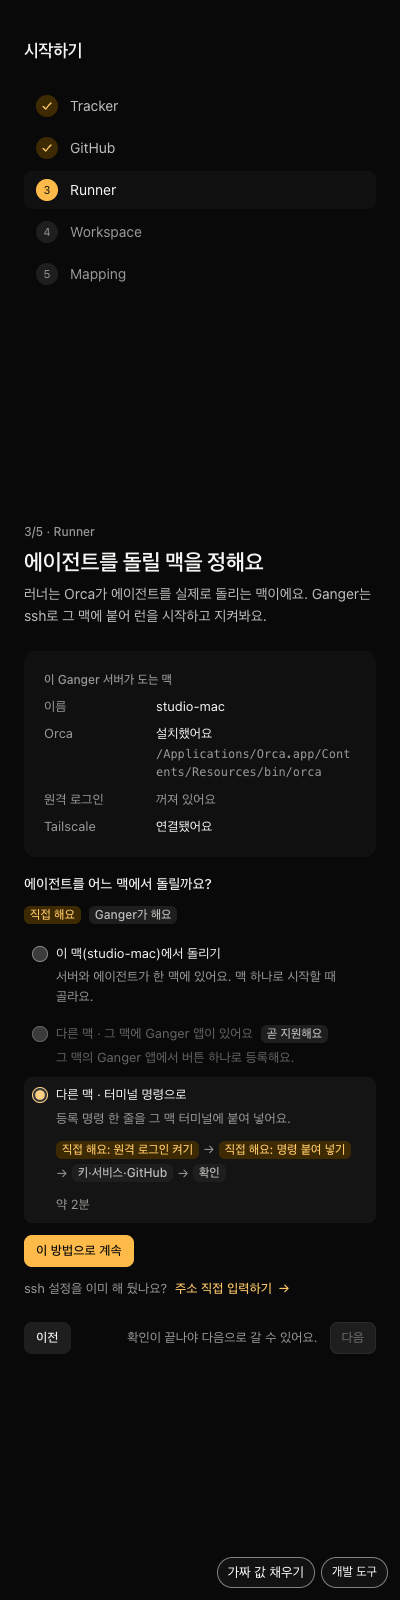 시작하기
Tracker
GitHub
3 Runner
4 Workspace
5 Mapping
3/5 · Runner
에이전트를 돌릴 맥을 정해요
러너는 Orca가 에이전트를 실제로 돌리는 맥이에요. Ganger는
ssh로 그 맥에 붙어 런을 시작하고 지켜봐요.
이 Ganger 서버가 도는 맥
이름 studio-mac
Orca 설치했어요
/Applications/Orca.app/Cont
ents/Resources/bin/orca
원격 로그인 꺼져 있어요
Tailscale 연결됐어요
에이전트를 어느 맥에서 돌릴까요?
직접 해요 Ganger가 해요
이 맥(studio-mac)에서 돌리기
서버와 에이전트가 한 맥에 있어요. 맥 하나로 시작할 때
골라요.
다른 맥 · 그 맥에 Ganger 앱이 있어요 곧 지원해요
그 맥의 Ganger 앱에서 버튼 하나로 등록해요.
다른 맥 · 터미널 명령으로
등록 명령 한 줄을 그 맥 터미널에 붙여 넣어요.
직접 해요: 원격 로그인 켜기 → 직접 해요: 명령 붙여 넣기
→ 키·서비스·GitHub → 확인
약 2분
이 방법으로 계속
ssh 설정을 이미 해 뒀나요? 주소 직접 입력하기 →
이전 확인이 끝나야 다음으로 갈 수 있어요. 다음
가짜 값 채우기 개발 도구